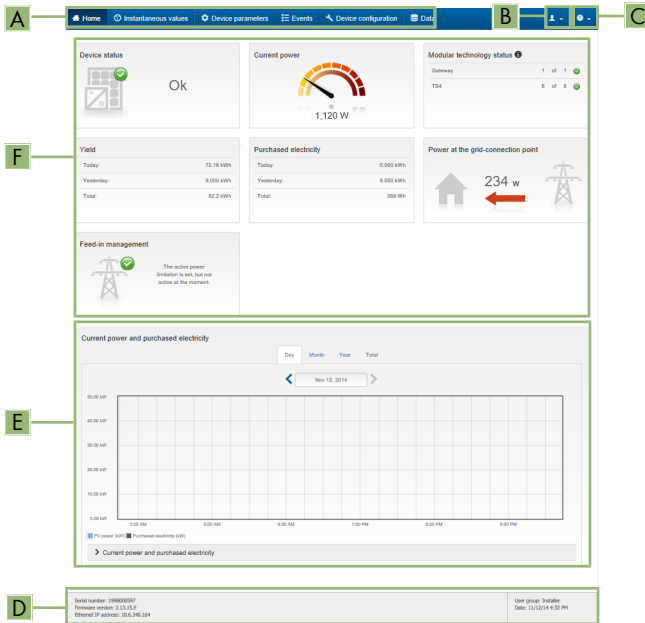 A
Home Instantaneous values Device parameters Events Device configuration Data
B
C
Device status
Ok
Current power
1,120 W
Modular technology status
Gateway 1 of 1
TS4 6 of 6
F
Yield
Today: 72.16 kWh
Yesterday: 9.000 kWh
Total: 82.2 kWh
Purchased electricity
Today: 0.000 kWh
Yesterday: 9.000 kWh
Total: 359 Wh
Power at the grid-connection point
234 W
Feed-in management
The active power
limitation is set, but not
active at the moment.
E
Current power and purchased electricity
Day Month Year Total
Nov 12, 2014
50.00 kW
40.00 kW
30.00 kW
20.00 kW
10.00 kW
0.00 kW
1:00 AM 5:00 AM 9:00 AM 1:00 PM 5:00 PM 9:00 PM
PV power (kW) Purchased electricity (kW)
Current power and purchased electricity
D
Serial number: 1998000597
Firmware version: 2.13.15.E
Ethernet IP address: 10.6.240.164
User group: Installer
Date: 11/12/14 4:32 PM